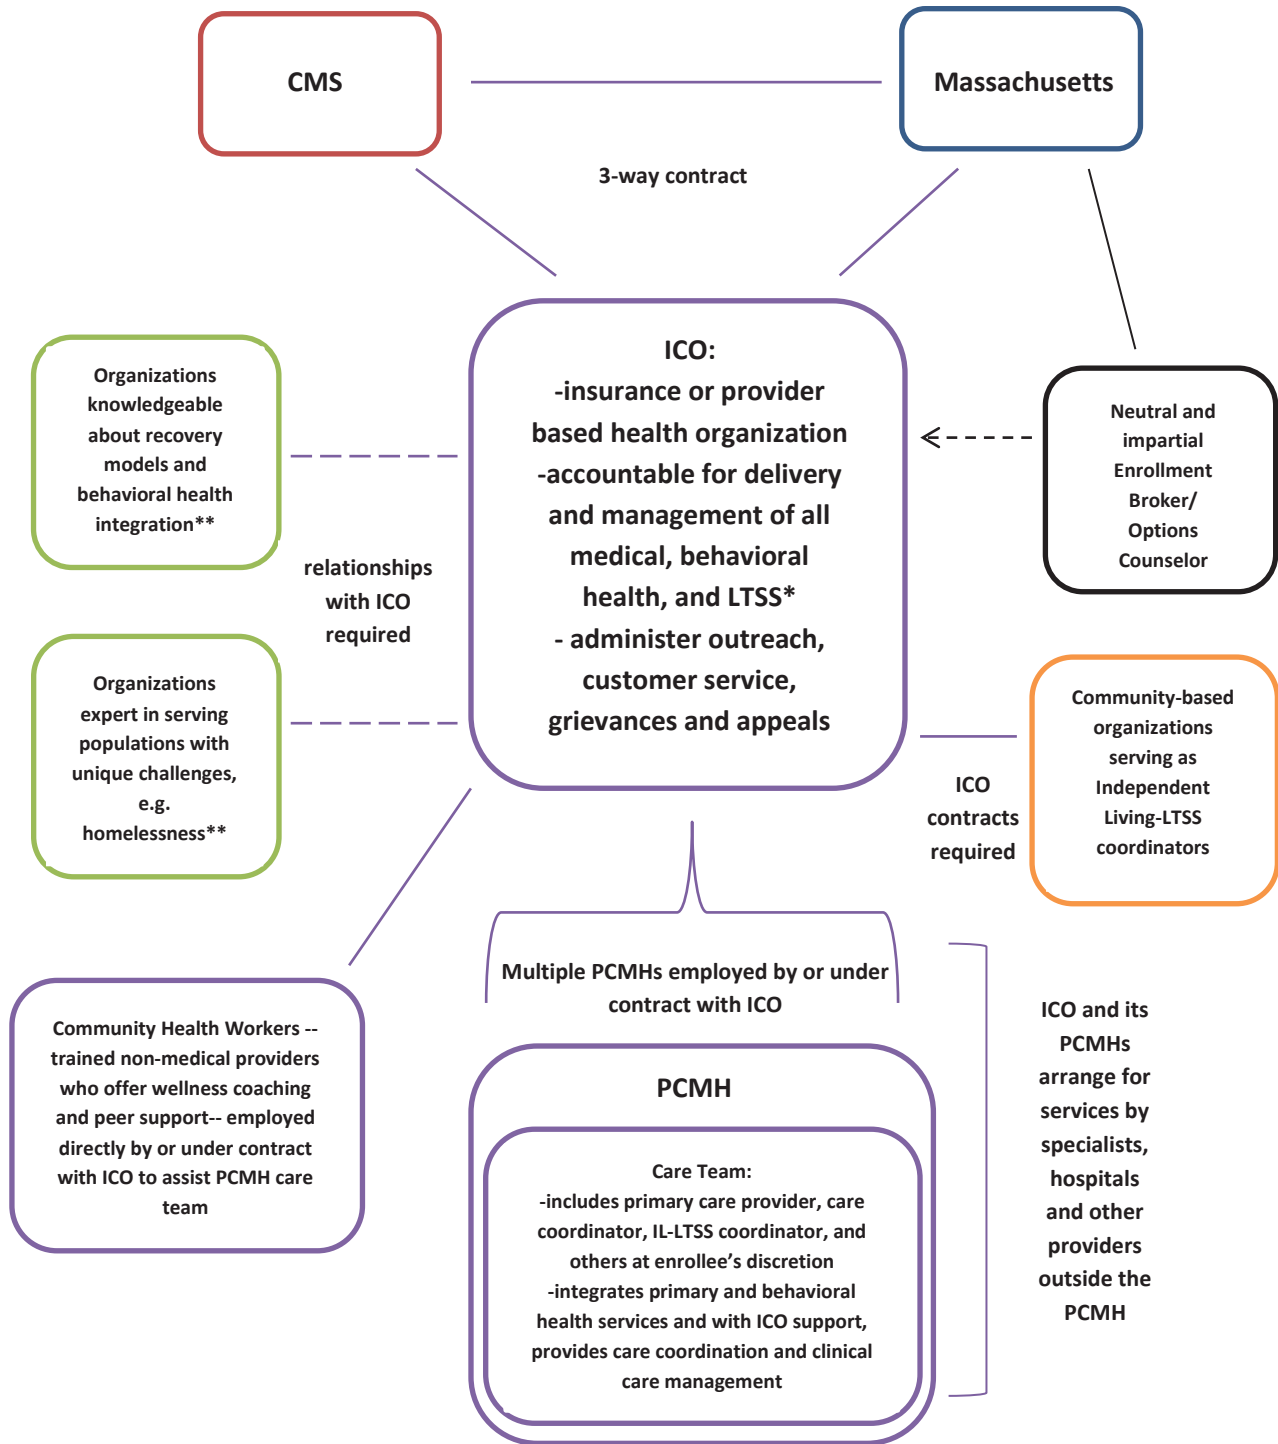 CMS
Massachusetts
3-way contract
ICO:
-insurance or provider
based health organization
-accountable for delivery
and management of all
medical, behavioral
health, and LTSS*
- administer outreach,
customer service,
grievances and appeals
Organizations
knowledgeable
about recovery
models and
behavioral health
integration**
relationships
with ICO
required
Organizations
expert in serving
populations with
unique challenges,
e.g.
homelessness**
Neutral and
impartial
Enrollment
Broker/
Options
Counselor
Community-based
organizations
serving as
Independent
Living-LTSS
coordinators
ICO
contracts
required
Multiple PCMHs employed by or under
contract with ICO
Community Health Workers --
trained non-medical providers
who offer wellness coaching
and peer support-- employed
directly by or under contract
with ICO to assist PCMH care
team
PCMH
Care Team:
-includes primary care provider, care
coordinator, IL-LTSS coordinator, and
others at enrollee’s discretion
-integrates primary and behavioral
health services and with ICO support,
provides care coordination and clinical
care management
ICO and its
PCMHs
arrange for
services by
specialists,
hospitals
and other
providers
outside the
PCMH